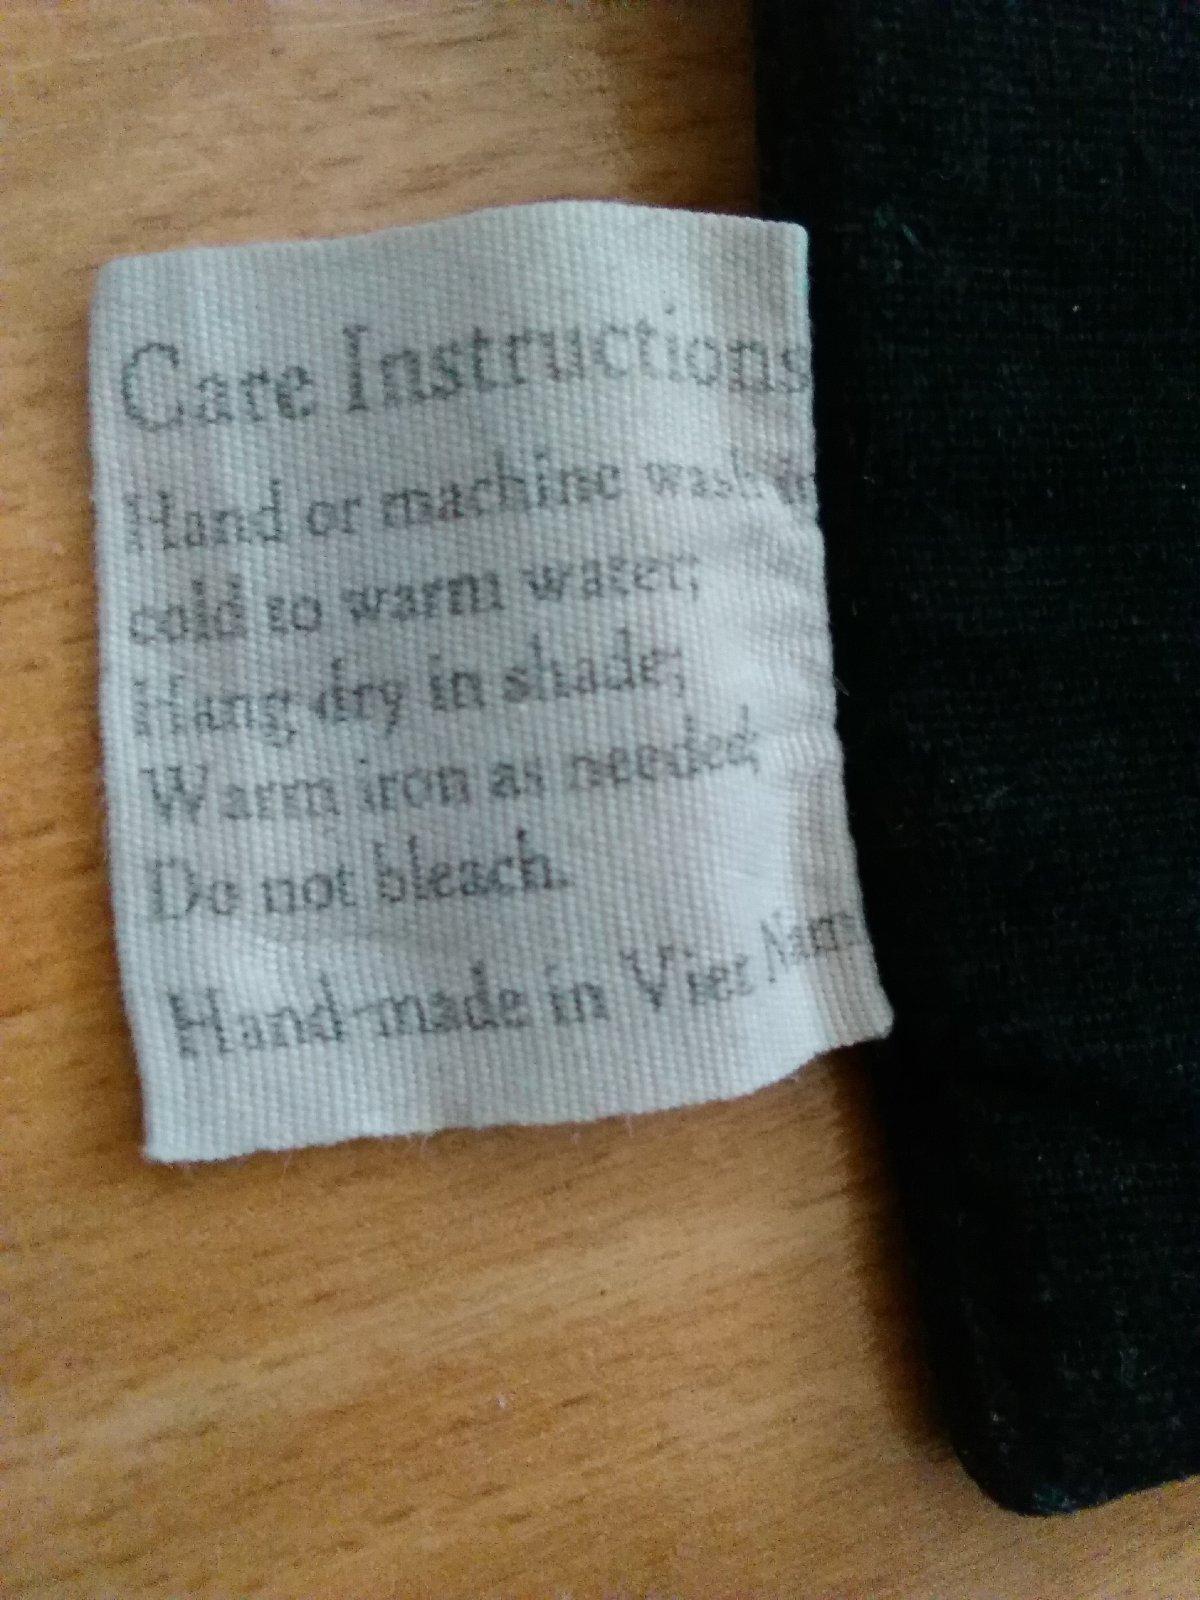 Care Instructions
Hand or machine wash in
cold to warm water;
Hang dry in shade;
Warm iron as needed;
Do not bleach.
Hand-made in Viet Nam